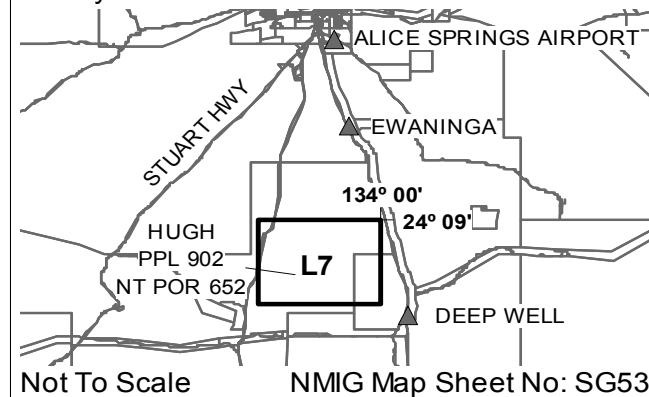 ALICE SPRINGS AIRPORT
STUART HWY
EWANINGA
134º 00'
24º 09'
HUGH
PPL 902
NT POR 652
L7
DEEP WELL
Not To Scale
NMIG Map Sheet No: SG53